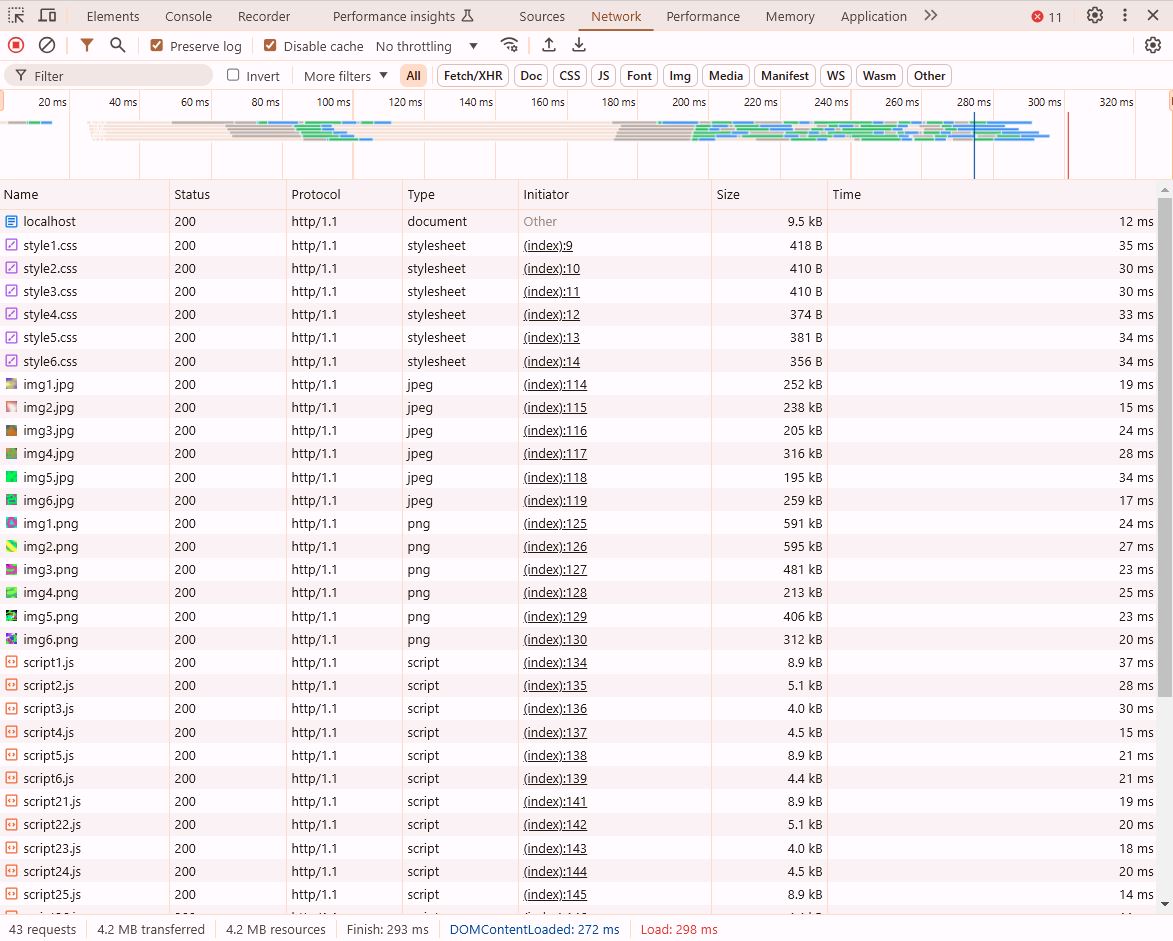 Elements Console Recorder Performance insights Sources Network Performance Memory Application 11
Preserve log Disable cache No throttling
Filter Invert More filters All Fetch/XHR Doc CSS JS Font Img Media Manifest WS Wasm Other
20 ms 40 ms 60 ms 80 ms 100 ms 120 ms 140 ms 160 ms 180 ms 200 ms 220 ms 240 ms 260 ms 280 ms 300 ms 320 ms
Name Status Protocol Type Initiator Size Time
localhost 200 http/1.1 document Other 9.5 kB 12 ms
style1.css 200 http/1.1 stylesheet (index):9 418 B 35 ms
style2.css 200 http/1.1 stylesheet (index):10 410 B 30 ms
style3.css 200 http/1.1 stylesheet (index):11 410 B 30 ms
style4.css 200 http/1.1 stylesheet (index):12 374 B 33 ms
style5.css 200 http/1.1 stylesheet (index):13 381 B 34 ms
style6.css 200 http/1.1 stylesheet (index):14 356 B 34 ms
img1.jpg 200 http/1.1 jpeg (index):114 252 kB 19 ms
img2.jpg 200 http/1.1 jpeg (index):115 238 kB 15 ms
img3.jpg 200 http/1.1 jpeg (index):116 205 kB 24 ms
img4.jpg 200 http/1.1 jpeg (index):117 316 kB 28 ms
img5.jpg 200 http/1.1 jpeg (index):118 195 kB 34 ms
img6.jpg 200 http/1.1 jpeg (index):119 259 kB 17 ms
img1.png 200 http/1.1 png (index):125 591 kB 24 ms
img2.png 200 http/1.1 png (index):126 595 kB 27 ms
img3.png 200 http/1.1 png (index):127 481 kB 23 ms
img4.png 200 http/1.1 png (index):128 213 kB 25 ms
img5.png 200 http/1.1 png (index):129 406 kB 23 ms
img6.png 200 http/1.1 png (index):130 312 kB 20 ms
script1.js 200 http/1.1 script (index):134 8.9 kB 37 ms
script2.js 200 http/1.1 script (index):135 5.1 kB 28 ms
script3.js 200 http/1.1 script (index):136 4.0 kB 30 ms
script4.js 200 http/1.1 script (index):137 4.5 kB 15 ms
script5.js 200 http/1.1 script (index):138 8.9 kB 21 ms
script6.js 200 http/1.1 script (index):139 4.4 kB 21 ms
script21.js 200 http/1.1 script (index):141 8.9 kB 19 ms
script22.js 200 http/1.1 script (index):142 5.1 kB 20 ms
script23.js 200 http/1.1 script (index):143 4.0 kB 18 ms
script24.js 200 http/1.1 script (index):144 4.5 kB 20 ms
script25.js 200 http/1.1 script (index):145 8.9 kB 14 ms
43 requests 4.2 MB transferred 4.2 MB resources Finish: 293 ms DOMContentLoaded: 272 ms Load: 298 ms